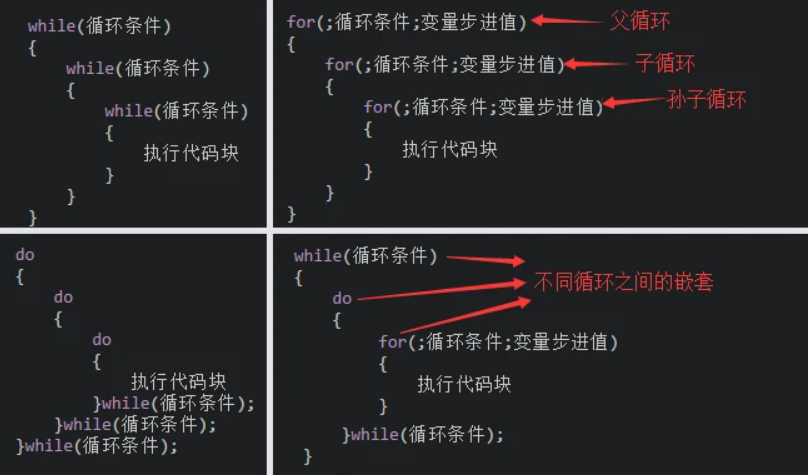 while(循环条件)
{
while(循环条件)
{
while(循环条件)
{
执行代码块
}
}
}
for(;循环条件;变量步进值) 父循环
{
for(;循环条件;变量步进值) 子循环
{
for(;循环条件;变量步进值) 孙子循环
{
执行代码块
}
}
}
do
{
do
{
do
{
执行代码块
}while(循环条件);
}while(循环条件);
}while(循环条件);
while(循环条件)
{
不同循环之间的嵌套
do
{
for(;循环条件;变量步进值)
{
执行代码块
}
}while(循环条件);
}